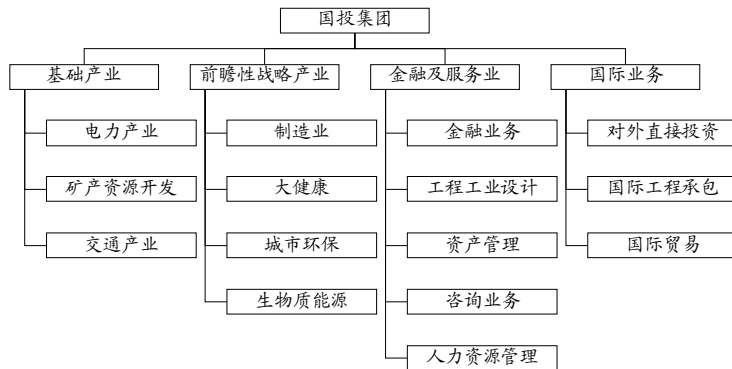 国投集团
基础产业
前瞻性战略产业
金融及服务业
国际业务
电力产业
制造业
金融业务
对外直接投资
矿产资源开发
大健康
工程工业设计
国际工程承包
交通产业
城市环保
资产管理
国际贸易
生物质能源
咨询业务
人力资源管理